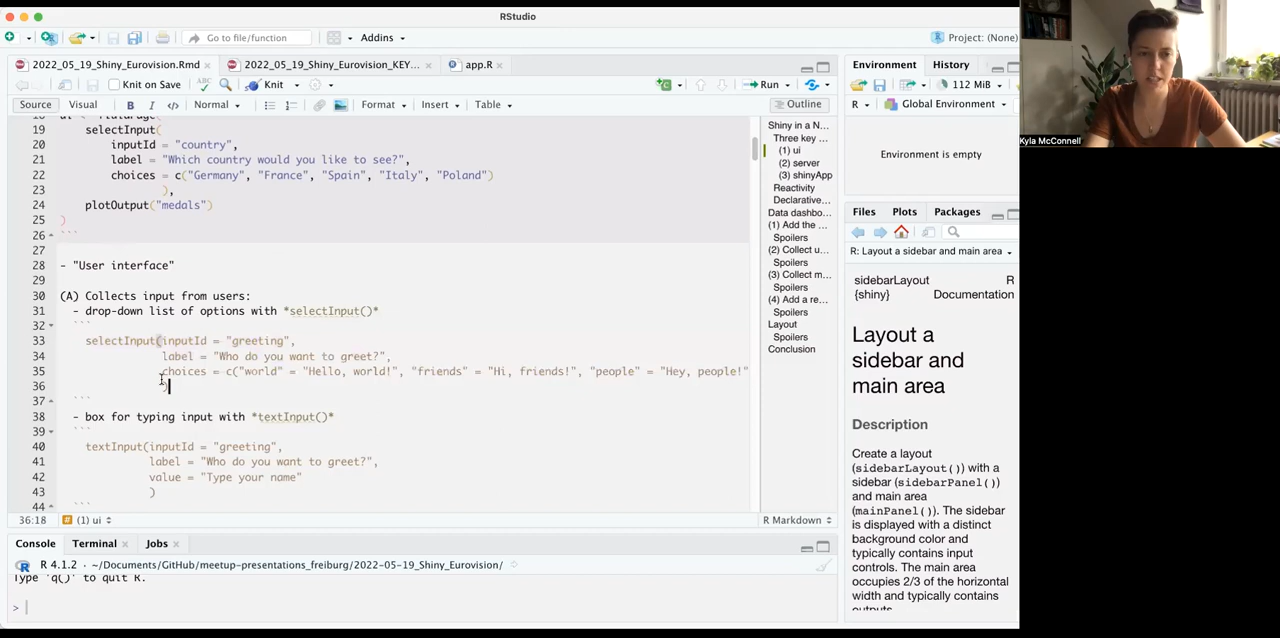 RStudio
Go to file/function
Addins
Project: (None)
2022_05_19_Shiny_Eurovision.Rmd
2022_05_19_Shiny_Eurovision_KEY...
app.R
Knit on Save
ABC
Knit
Run
Source
Visual
B
I
</>
Normal
Format
Insert
Table
Outline
18
19 selectInput(
20 inputId = "country",
21 label = "Which country would you like to see?",
22 choices = c("Germany", "France", "Spain", "Italy", "Poland")
23 ),
24 plotOutput("medals")
25 )
26 ```
27
28 - "User interface"
29
30 (A) Collects input from users:
31 - drop-down list of options with *selectInput()*
32 ```
33 selectInput(inputId = "greeting",
34 label = "Who do you want to greet?",
35 choices = c("world" = "Hello, world!", "friends" = "Hi, friends!", "people" = "Hey, people!"
36 )
37 ```
38 - box for typing input with *textInput()*
39 ```
40 textInput(inputId = "greeting",
41 label = "Who do you want to greet?",
42 value = "Type your name"
43 )
44 ```
36:18
(1) ui
R Markdown
Shiny in a N...
Three key ...
(1) ui
(2) server
(3) shinyApp
Reactivity
Declarative...
Data dashbo...
(1) Add the ...
Spoilers
(2) Collect u...
Spoilers
(3) Collect m...
Spoilers
(4) Add a re...
Spoilers
Layout
Spoilers
Conclusion
Console
Terminal
Jobs
R 4.1.2 · ~/Documents/GitHub/meetup-presentations_freiburg/2022-05-19_Shiny_Eurovision/
Type 'q()' to quit R.
>
Environment
History
112 MiB
R
Global Environment
Environment is empty
Files
Plots
Packages
R: Layout a sidebar and main area
sidebarLayout R
{shiny} Documentation
Layout a
sidebar and
main area
Description
Create a layout
(sidebarLayout()) with a
sidebar (sidebarPanel())
and main area
(mainPanel()). The sidebar
is displayed with a distinct
background color and
typically contains input
controls. The main area
occupies 2/3 of the horizontal
width and typically contains
outputs.
Kyla McConnell